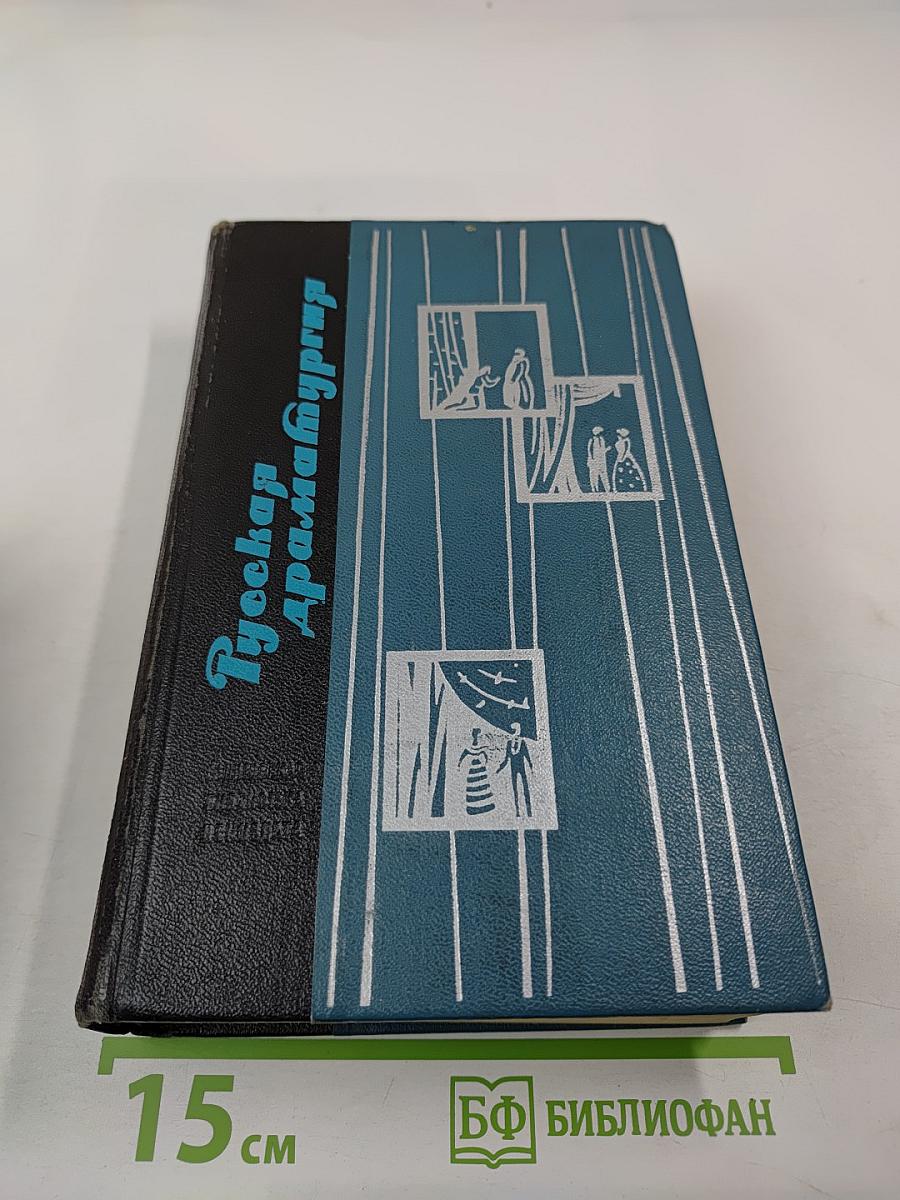 Русская
драматургия
15 см
БФ БИБЛИОФАН